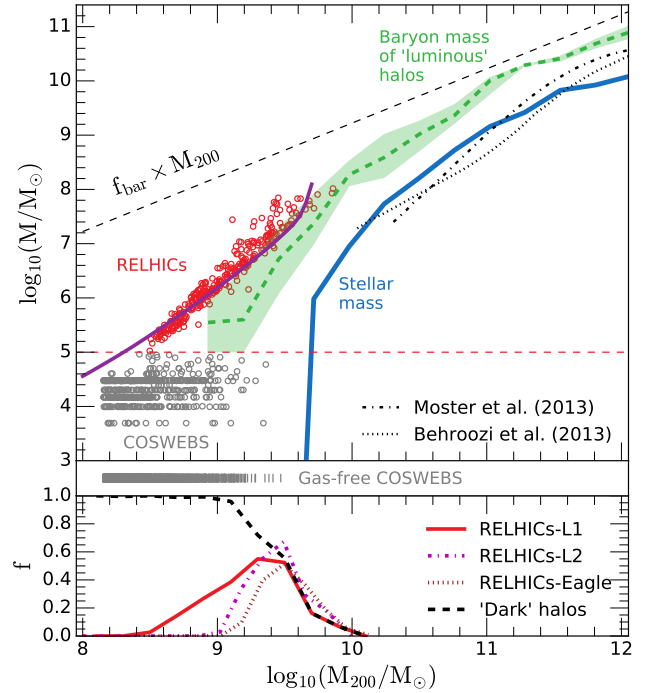 11
10
9
8
7
6
5
4
3
log₁₀(M/M⊙)
Baryon mass
of 'luminous'
halos
f_bar × M₂₀₀
RELHICs
Stellar
mass
COSWEBS
Moster et al. (2013)
Behroozi et al. (2013)
Gas-free COSWEBS
1.0
0.8
0.6
0.4
0.2
0.0
f
RELHICs-L1
RELHICs-L2
RELHICs-Eagle
'Dark' halos
8 9 10 11 12
log₁₀(M₂₀₀/M⊙)